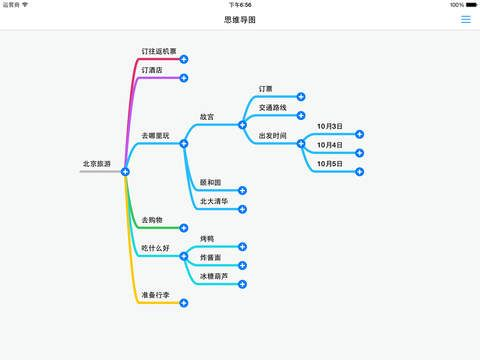 运营商 下午6:56 100%
思维导图
订往返机票
订酒店
订票
交通路线
故宫
10月3日
去哪里玩
出发时间
10月4日
北京旅游
10月5日
颐和园
北大清华
去购物
烤鸭
吃什么好
炸酱面
冰糖葫芦
准备行李